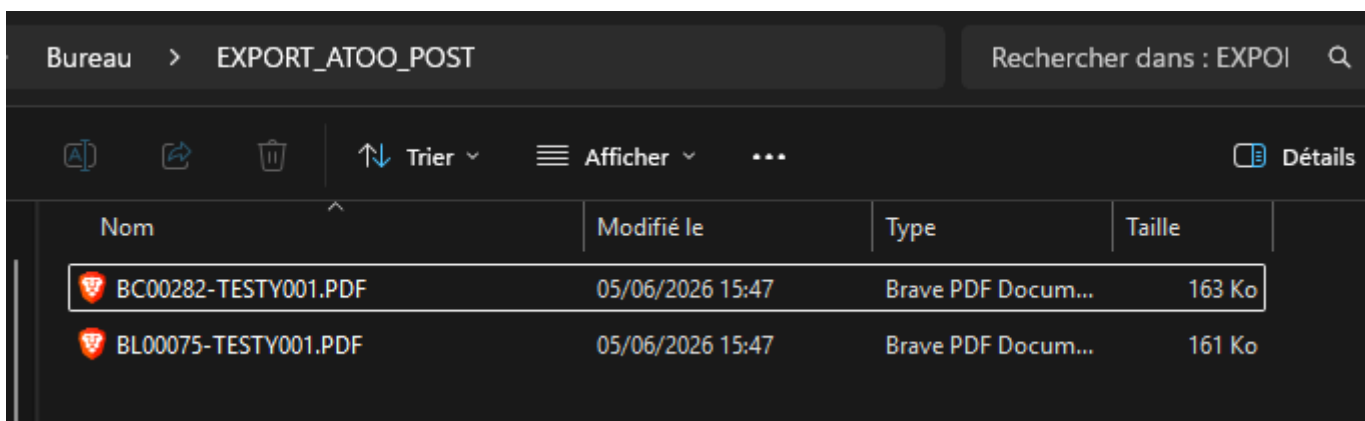 Bureau > EXPORT_ATOO_POST Rechercher dans : EXPOI
Trier Afficher ... Détails
Nom Modifié le Type Taille
BC00282-TESTY001.PDF 05/06/2026 15:47 Brave PDF Docum... 163 Ko
BL00075-TESTY001.PDF 05/06/2026 15:47 Brave PDF Docum... 161 Ko